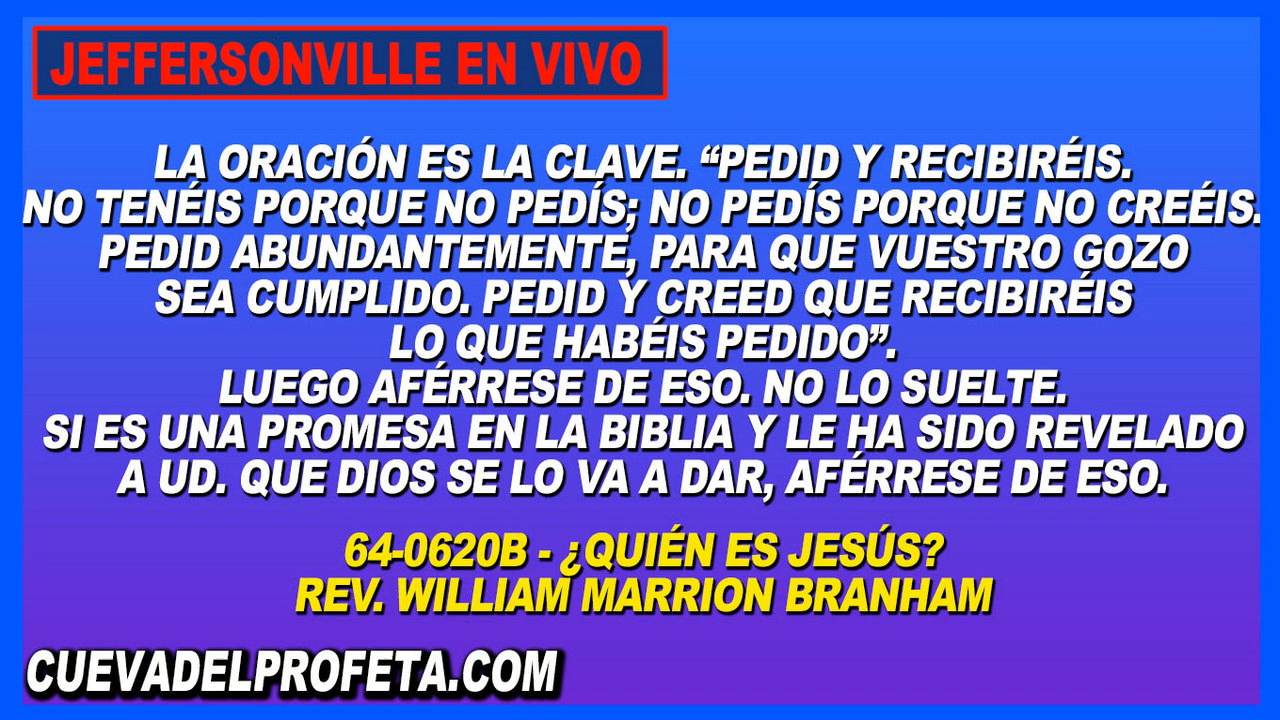 JEFFERSONVILLE EN VIVO
LA ORACIÓN ES LA CLAVE. “PEDID Y RECIBIRÉIS.
NO TENÉIS PORQUE NO PEDÍS; NO PEDÍS PORQUE NO CREÉIS.
PEDID ABUNDANTEMENTE, PARA QUE VUESTRO GOZO
SEA CUMPLIDO. PEDID Y CREED QUE RECIBIRÉIS
LO QUE HABÉIS PEDIDO”.
LUEGO AFÉRRESE DE ESO. NO LO SUELTE.
SI ES UNA PROMESA EN LA BIBLIA Y LE HA SIDO REVELADO
A UD. QUE DIOS SE LO VA A DAR, AFÉRRESE DE ESO.
64-0620B - ¿QUIÉN ES JESÚS?
REV. WILLIAM MARRION BRANHAM
CUEVADELPROFETA.COM